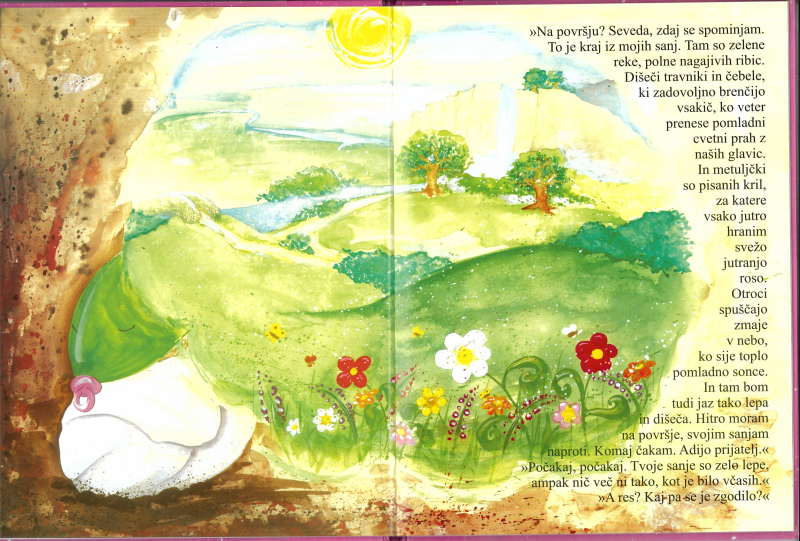 »Na površju? Seveda, zdaj se spominjam.
To je kraj iz mojih sanj. Tam so zelene
reke, polne nagajivih ribic.
Dišeči travniki in čebele,
ki zadovoljno brenčijo
vsakič, ko veter
prenese pomladni
cvetni prah z
naših glavic.
In metuljčki
so pisanih kril,
za katere
vsako jutro
hranim
svežo
jutranjo
roso.
Otroci
spuščajo
zmaje
v nebo,
ko sije toplo
pomladno sonce.
In tam bom
tudi jaz tako lepa
in dišeča. Hitro moram
na površje, svojim sanjam
naproti. Komaj čakam. Adijo prijatelj.«
»Počakaj, počakaj. Tvoje sanje so zelo lepe,
ampak nič več ni tako, kot je bilo včasih.«
»A res? Kaj pa se je zgodilo?«